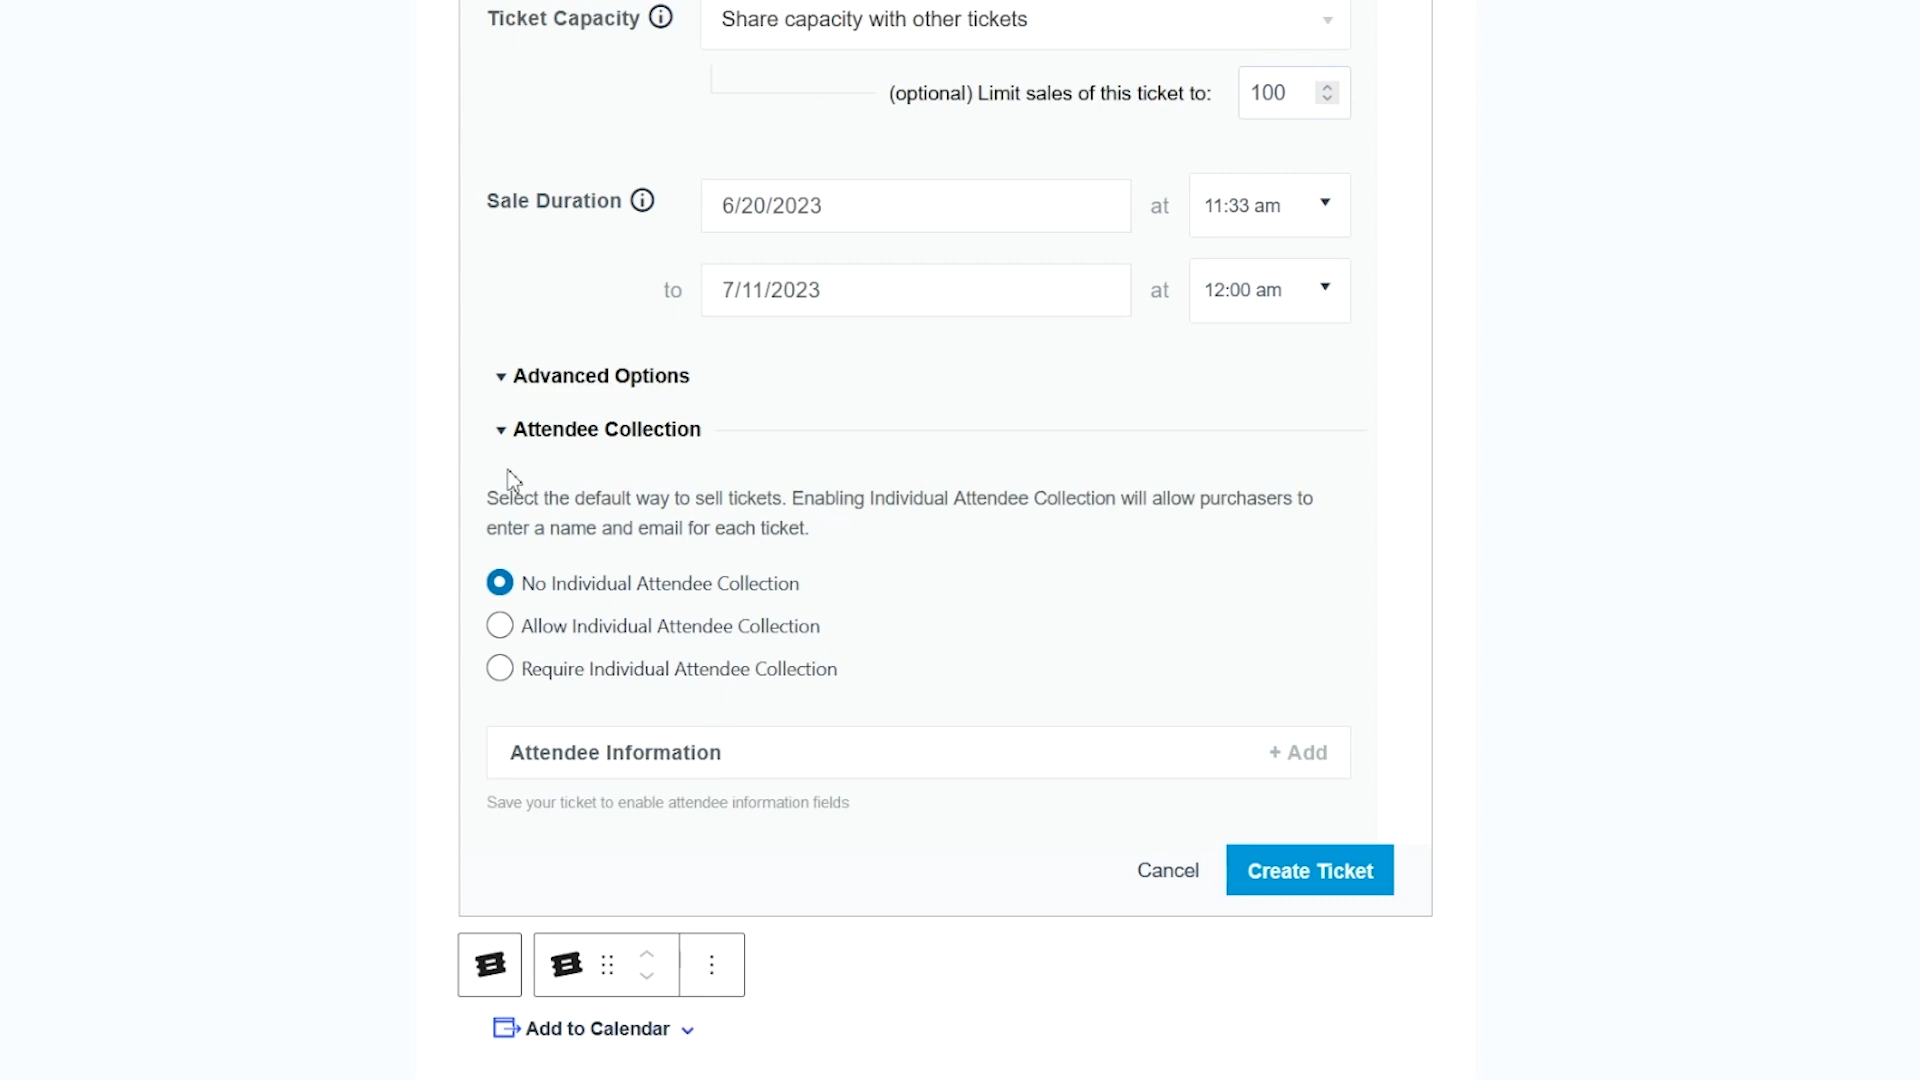 Ticket Capacity
Share capacity with other tickets
(optional) Limit sales of this ticket to: 100
Sale Duration 6/20/2023 at 11:33 am
to 7/11/2023 at 12:00 am
Advanced Options
Attendee Collection
Select the default way to sell tickets. Enabling Individual Attendee Collection will allow purchasers to
enter a name and email for each ticket.
No Individual Attendee Collection
Allow Individual Attendee Collection
Require Individual Attendee Collection
Attendee Information + Add
Save your ticket to enable attendee information fields
Cancel Create Ticket
Add to Calendar